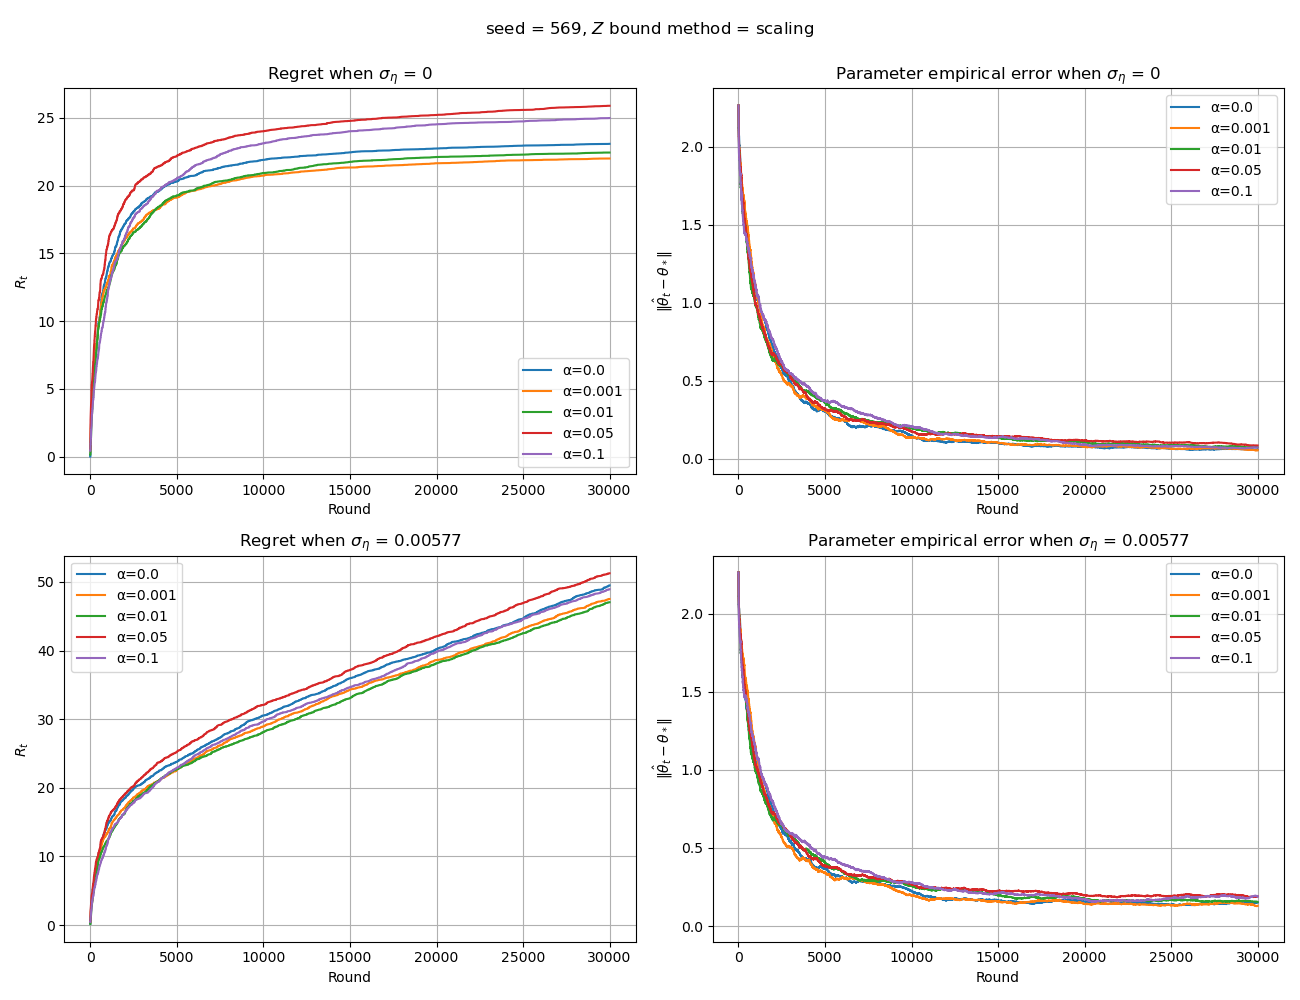 seed = 569, Z bound method = scaling
Regret when σ_η = 0
R_t
25
20
15
10
5
0
0 5000 10000 15000 20000 25000 30000
Round
α=0.0
α=0.001
α=0.01
α=0.05
α=0.1
Parameter empirical error when σ_η = 0
‖θ̂_t − θ_*‖
2.0
1.5
1.0
0.5
0.0
0 5000 10000 15000 20000 25000 30000
Round
α=0.0
α=0.001
α=0.01
α=0.05
α=0.1
Regret when σ_η = 0.00577
R_t
50
40
30
20
10
0
0 5000 10000 15000 20000 25000 30000
Round
α=0.0
α=0.001
α=0.01
α=0.05
α=0.1
Parameter empirical error when σ_η = 0.00577
‖θ̂_t − θ_*‖
2.0
1.5
1.0
0.5
0.0
0 5000 10000 15000 20000 25000 30000
Round
α=0.0
α=0.001
α=0.01
α=0.05
α=0.1